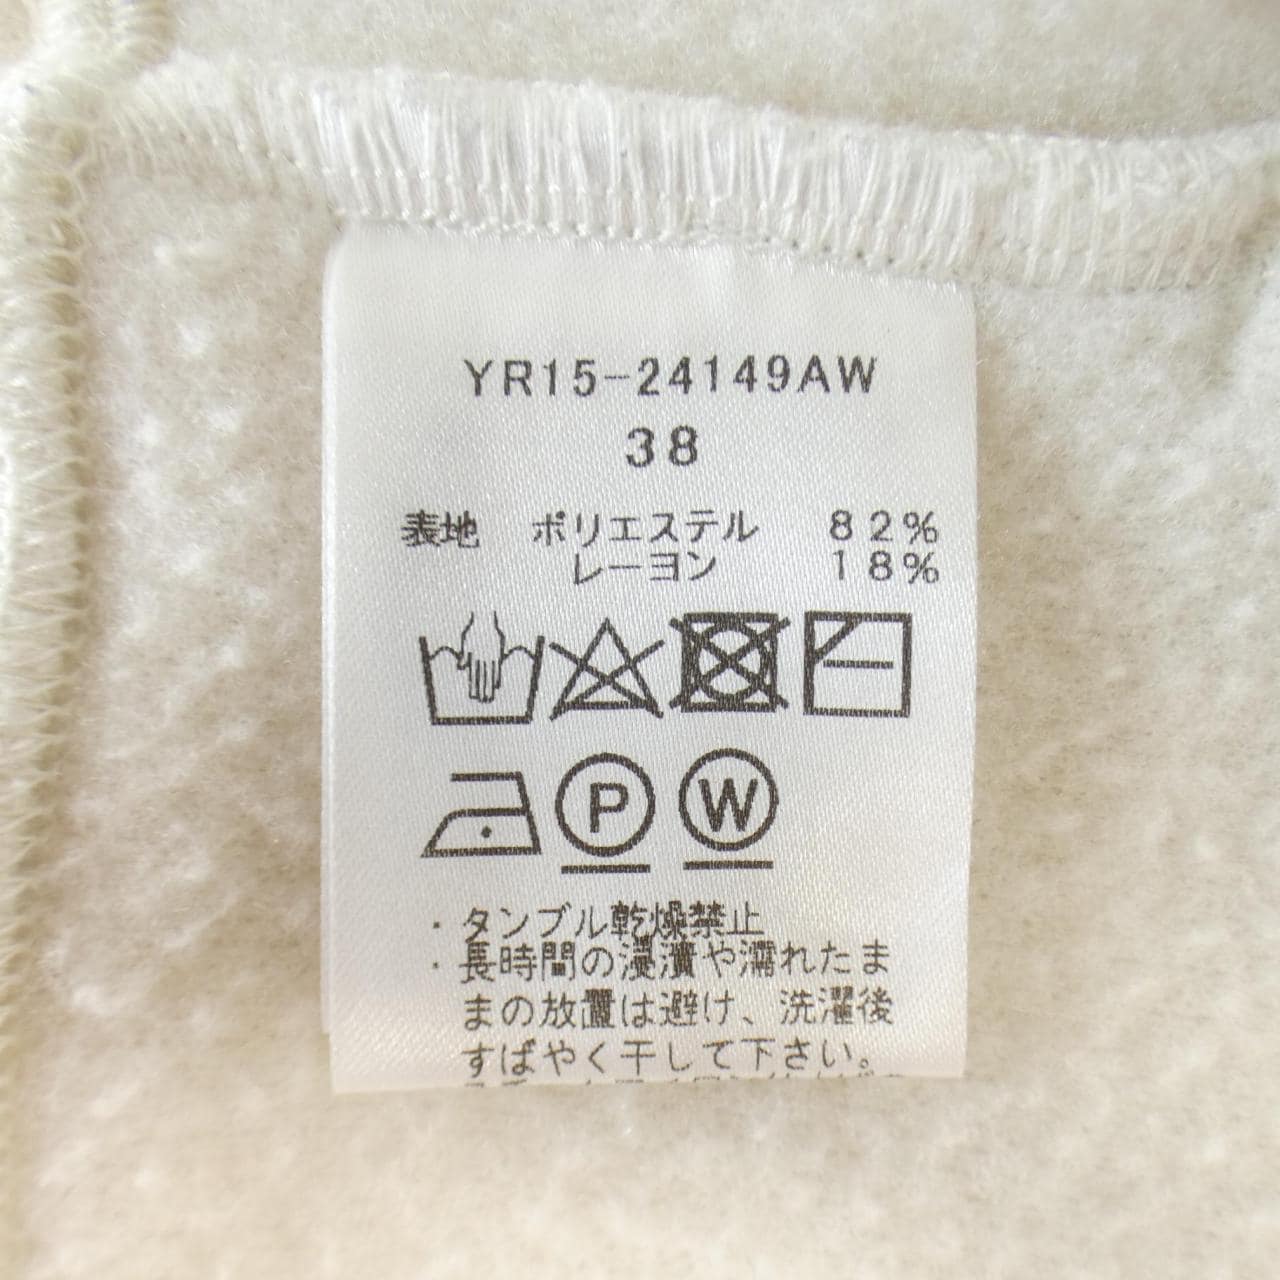 YR15-24149AW
38
表地 ポリエステル 82%
レーヨン 18%
P W
・タンブル乾燥禁止
・長時間の浸漬や濡れたま
まの放置は避け、洗濯後
すばやく干して下さい。